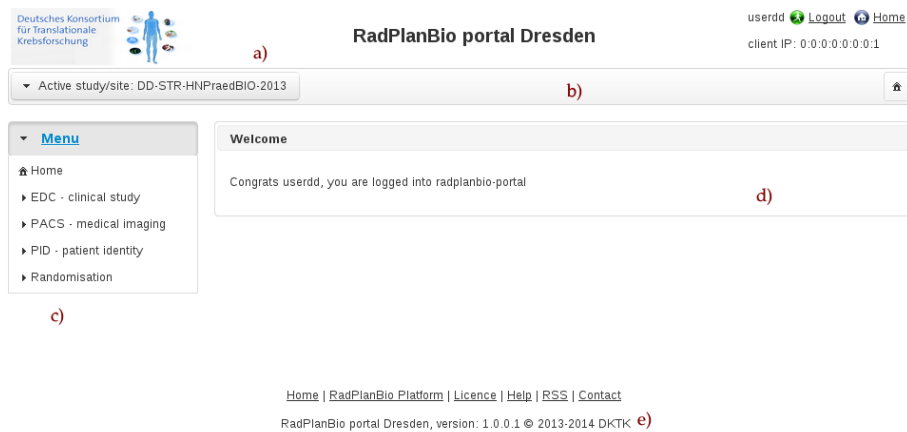 Deutsches Konsortium
für Translationale
Krebsforschung
a)
RadPlanBio portal Dresden
userdd Logout Home
client IP: 0:0:0:0:0:0:0:1
Active study/site: DD-STR-HNPraedBIO-2013
b)
Menu
Home
EDC - clinical study
PACS - medical imaging
PID - patient identity
Randomisation
c)
Welcome
Congrats userdd, you are logged into radplanbio-portal
d)
Home | RadPlanBio Platform | Licence | Help | RSS | Contact
RadPlanBio portal Dresden, version: 1.0.0.1 © 2013-2014 DKTK e)